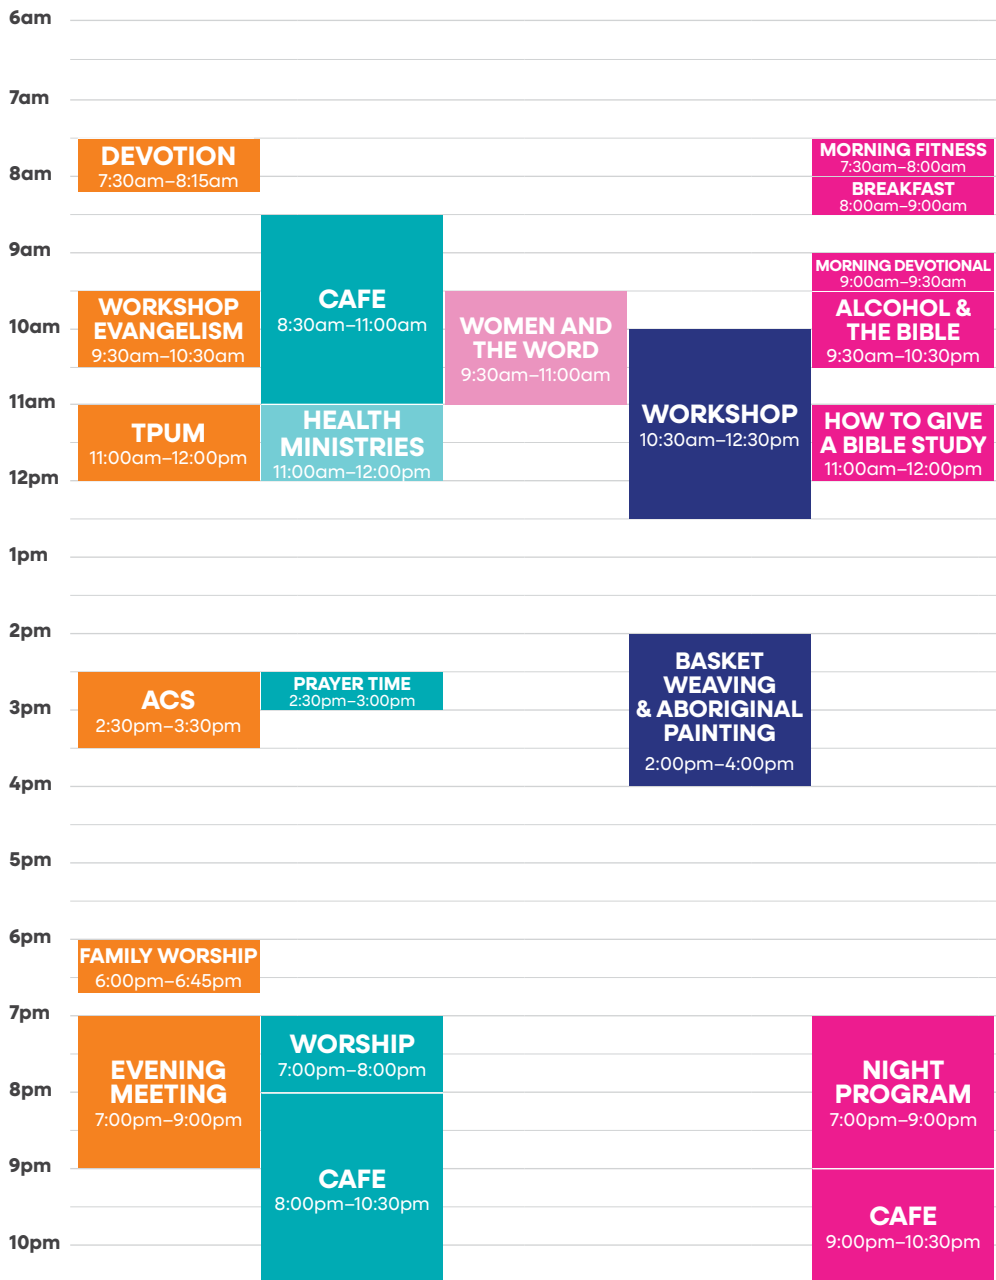 6am
7am
8am
9am
10am
11am
12pm
1pm
2pm
3pm
4pm
5pm
6pm
7pm
8pm
9pm
10pm
DEVOTION
7:30am–8:15am
WORKSHOP
EVANGELISM
9:30am–10:30am
TPUM
11:00am–12:00pm
ACS
2:30pm–3:30pm
FAMILY WORSHIP
6:00pm–6:45pm
EVENING
MEETING
7:00pm–9:00pm
CAFE
8:30am–11:00am
HEALTH
MINISTRIES
11:00am–12:00pm
PRAYER TIME
2:30pm–3:00pm
WORSHIP
7:00pm–8:00pm
CAFE
8:00pm–10:30pm
WOMEN AND
THE WORD
9:30am–11:00am
WORKSHOP
10:30am–12:30pm
BASKET
WEAVING
& ABORIGINAL
PAINTING
2:00pm–4:00pm
MORNING FITNESS
7:30am–8:00am
BREAKFAST
8:00am–9:00am
MORNING DEVOTIONAL
9:00am–9:30am
ALCOHOL &
THE BIBLE
9:30am–10:30pm
HOW TO GIVE
A BIBLE STUDY
11:00am–12:00pm
NIGHT
PROGRAM
7:00pm–9:00pm
CAFE
9:00pm–10:30pm